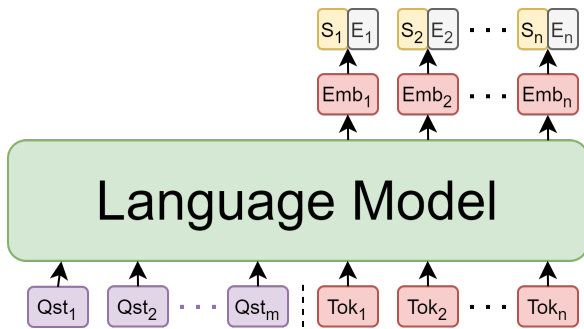 S1 E1 S2 E2 Sn En
Emb1 Emb2 Embn
Language Model
Qst1 Qst2 Qstm Tok1 Tok2 Tokn